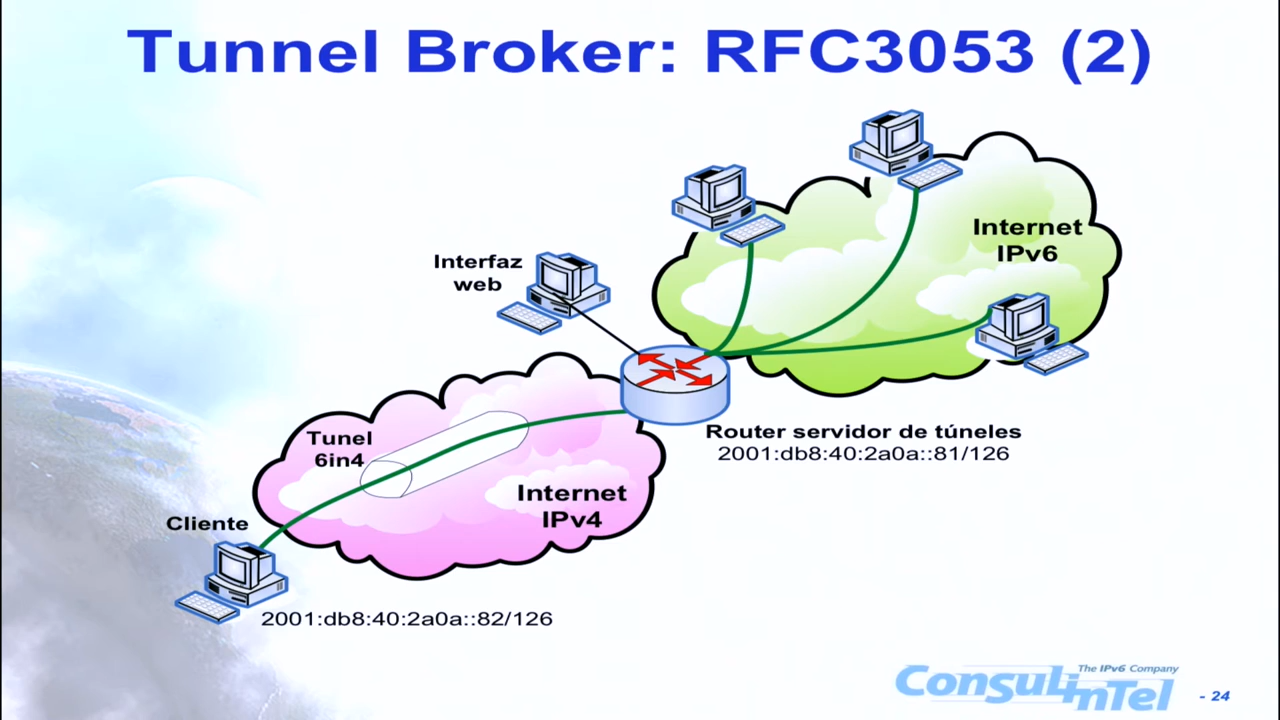 Tunnel Broker: RFC3053 (2)
Internet
IPv6
Interfaz
web
Router servidor de túneles
2001:db8:40:2a0a::81/126
Tunel
6in4
Internet
IPv4
Cliente
2001:db8:40:2a0a::82/126
The IPv6 Company
ConsulinTel
- 24